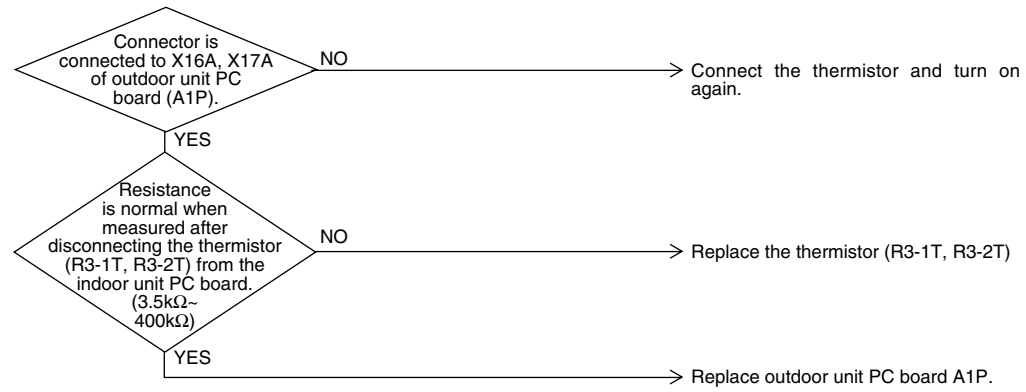 Connector is
connected to X16A, X17A
of outdoor unit PC
board (A1P).
NO
Connect the thermistor and turn on
again.
YES
Resistance
is normal when
measured after
disconnecting the thermistor
(R3-1T, R3-2T) from the
indoor unit PC board.
(3.5kΩ~
400kΩ)
NO
Replace the thermistor (R3-1T, R3-2T)
YES
Replace outdoor unit PC board A1P.